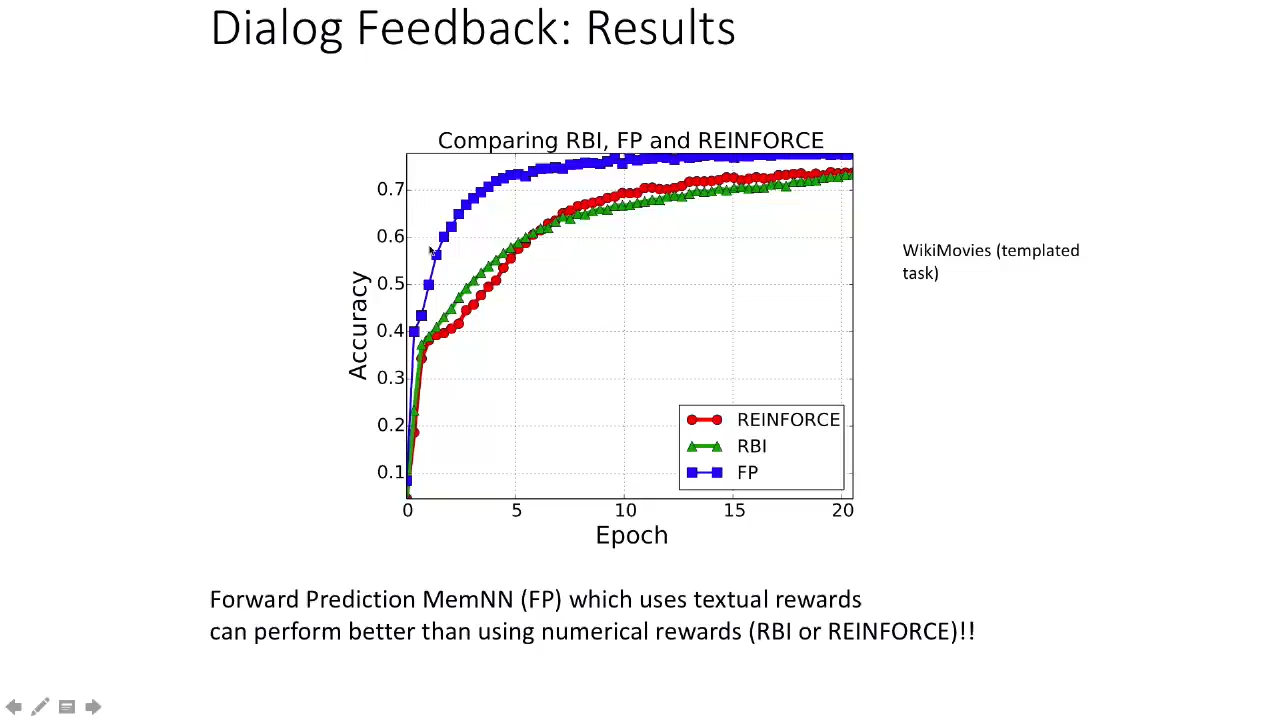 Dialog Feedback: Results
Comparing RBI, FP and REINFORCE
Accuracy
0.7
0.6
0.5
0.4
0.3
0.2
0.1
REINFORCE
RBI
FP
0 5 10 15 20
Epoch
WikiMovies (templated
task)
Forward Prediction MemNN (FP) which uses textual rewards
can perform better than using numerical rewards (RBI or REINFORCE)!!